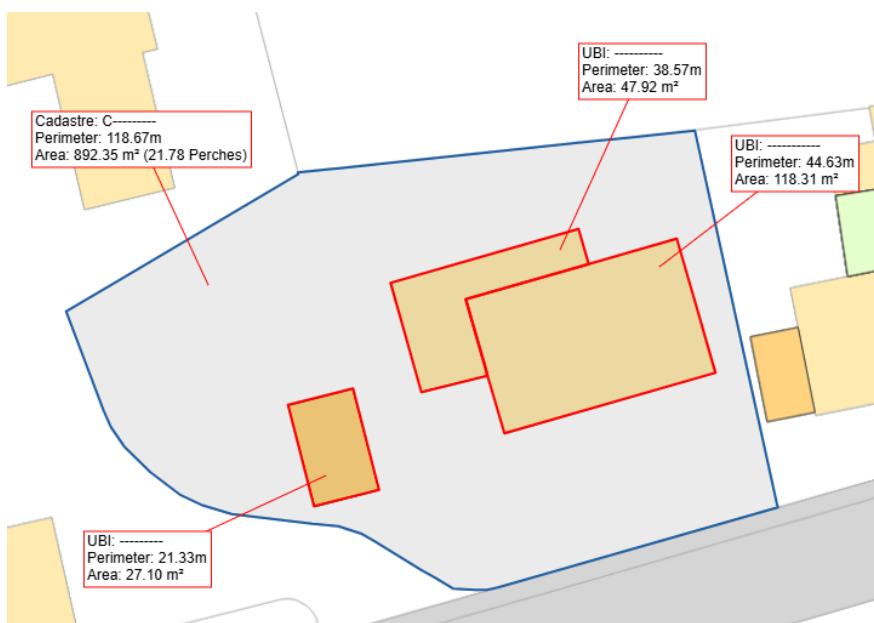 UBI: ----------
Perimeter: 38.57m
Area: 47.92 m²
Cadastre: C---------
Perimeter: 118.67m
Area: 892.35 m² (21.78 Perches)
UBI: -----------
Perimeter: 44.63m
Area: 118.31 m²
UBI: ---------
Perimeter: 21.33m
Area: 27.10 m²